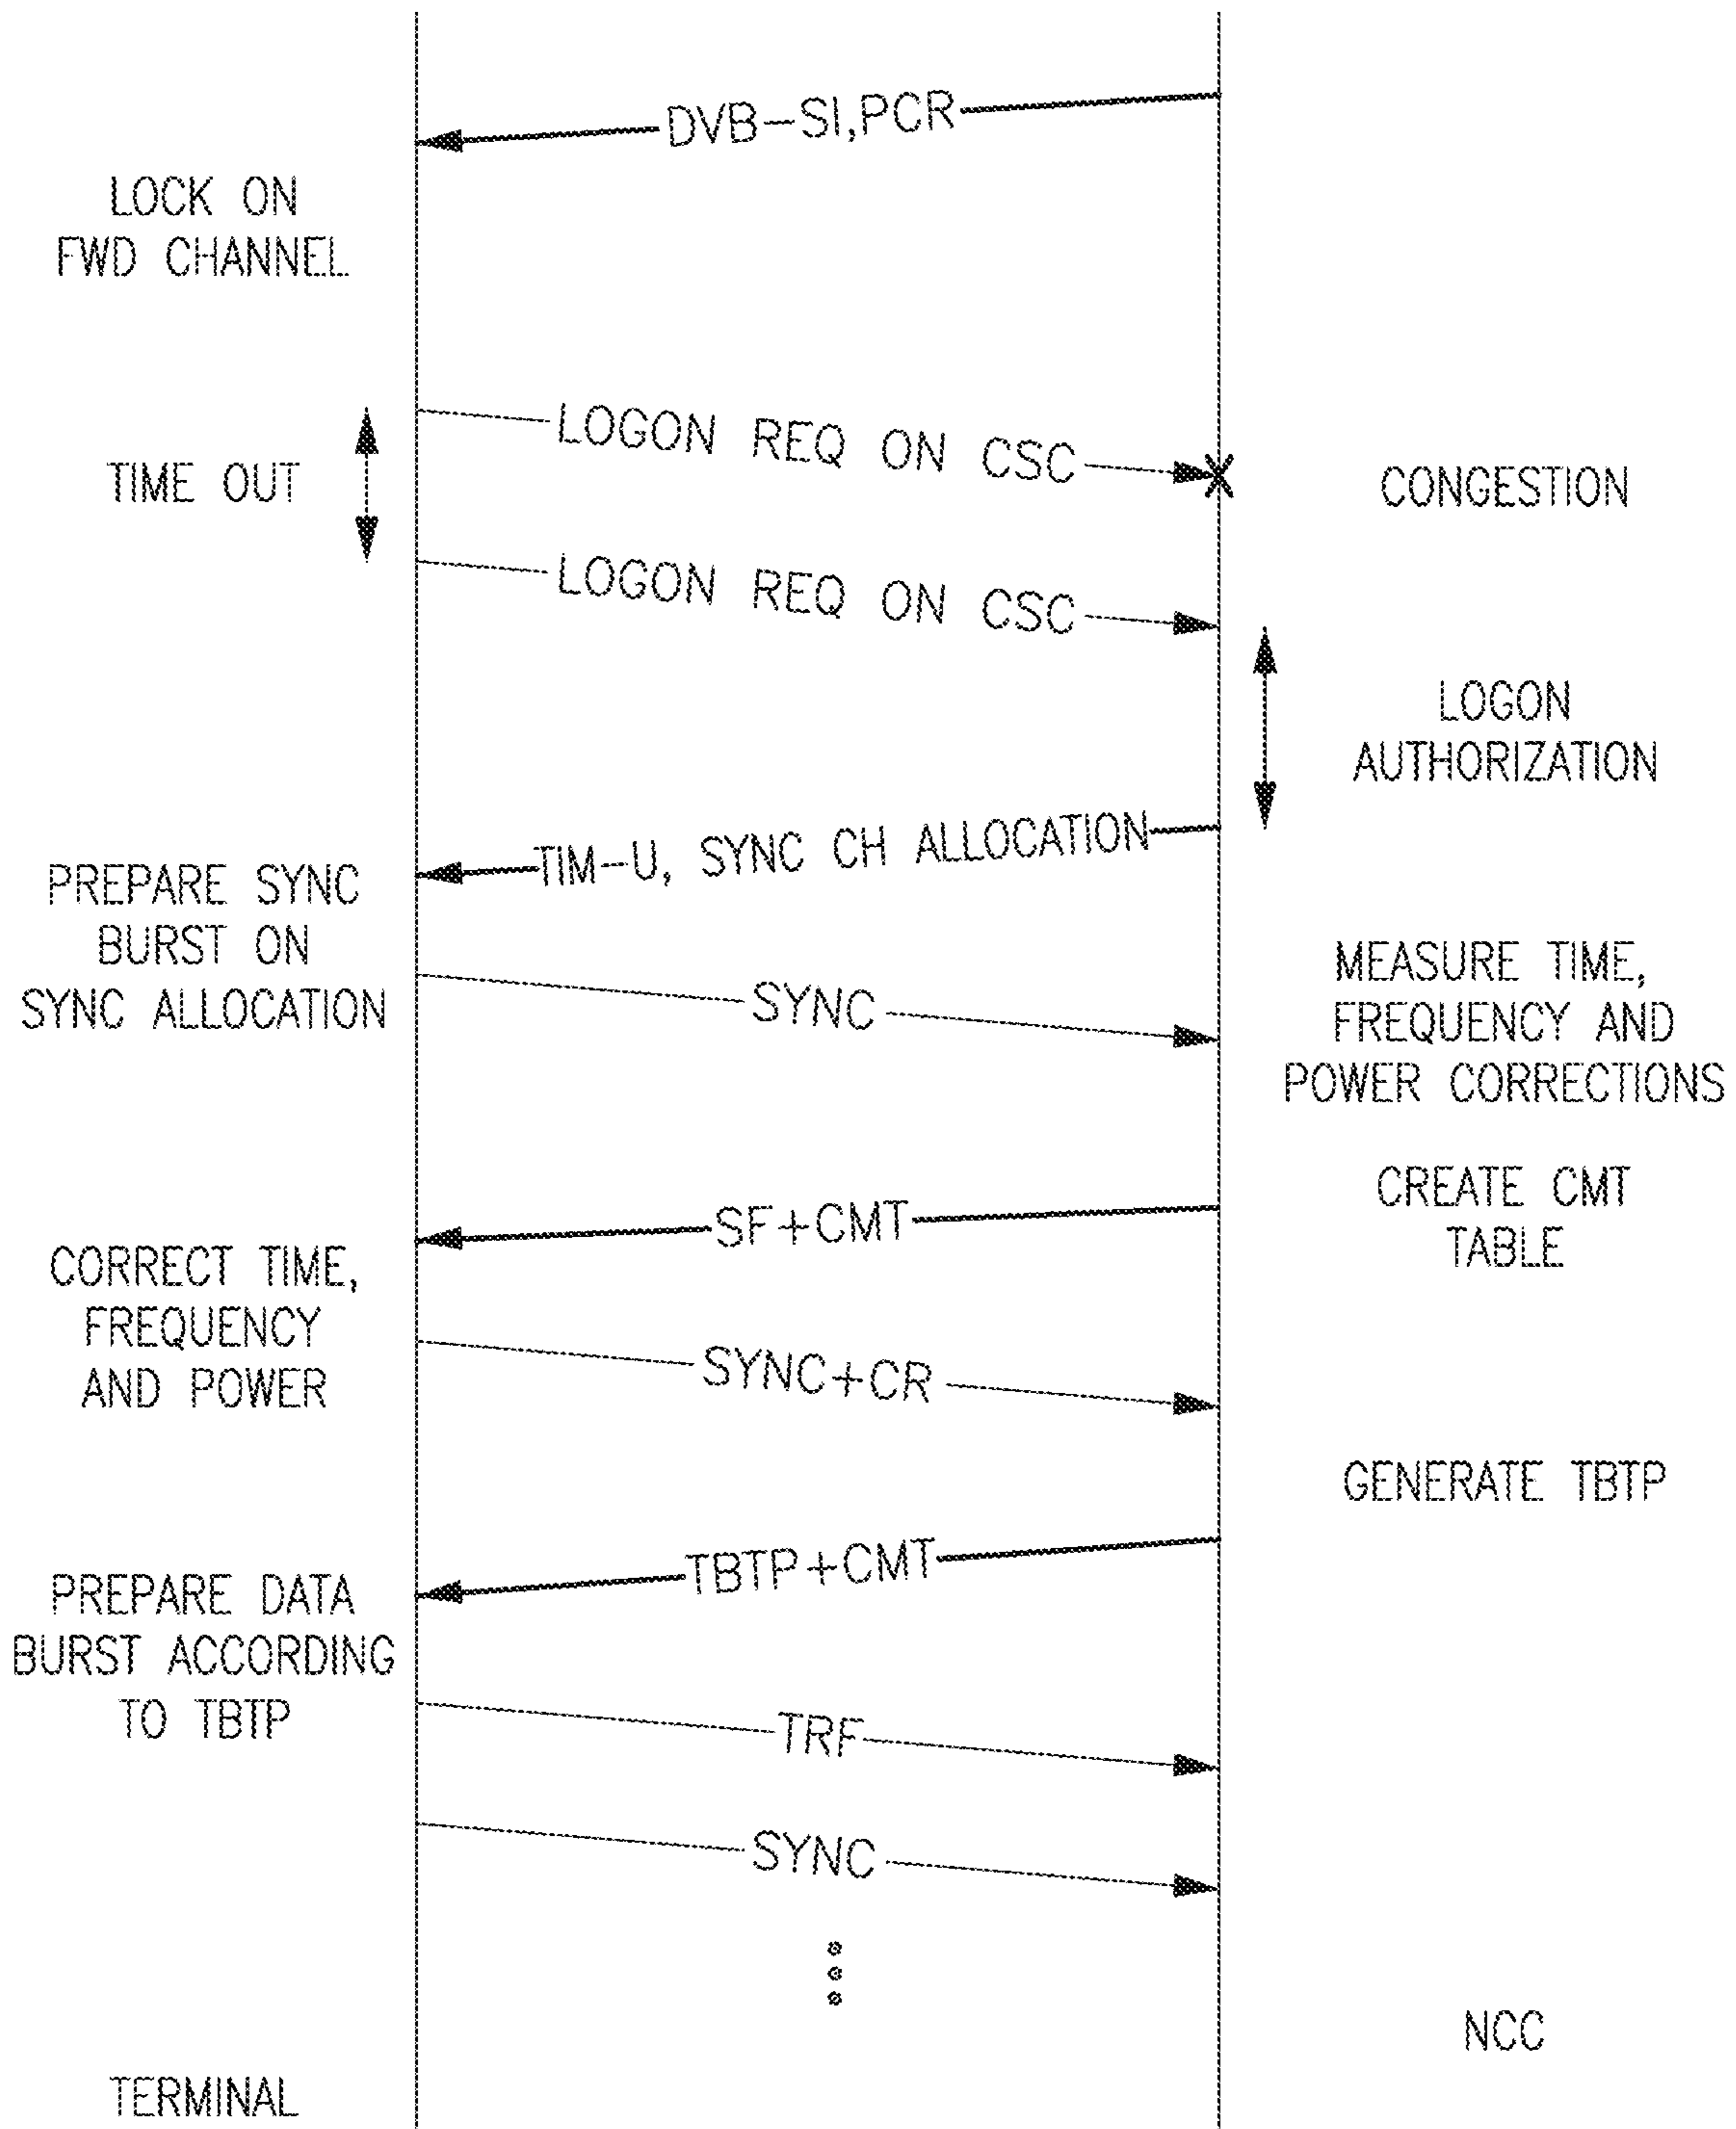 DVB-SI,PCR
LOCK ON
FWD CHANNEL
LOGON REQ ON CSC
TIME OUT
CONGESTION
LOGON REQ ON CSC
LOGON
AUTHORIZATION
TIM-U, SYNC CH ALLOCATION
PREPARE SYNC
BURST ON
SYNC ALLOCATION
SYNC
MEASURE TIME,
FREQUENCY AND
POWER CORRECTIONS
CREATE CMT
TABLE
SF+CMT
CORRECT TIME,
FREQUENCY
AND POWER
SYNC+CR
GENERATE TBTP
TBTP+CMT
PREPARE DATA
BURST ACCORDING
TO TBTP
TRF
SYNC
NCC
TERMINAL